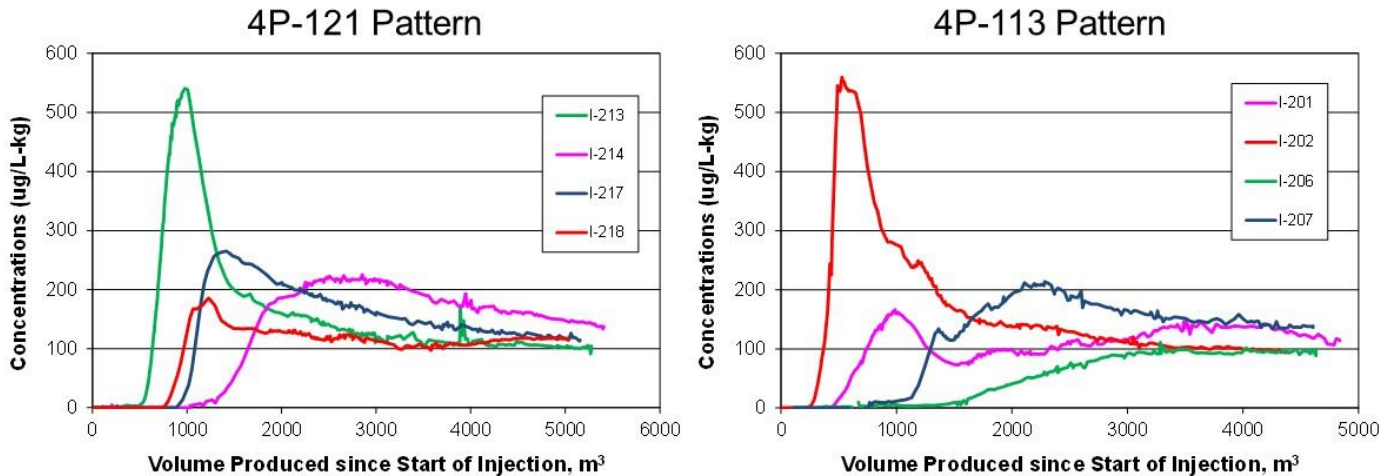 4P-121 Pattern
Concentrations (ug/L-kg)
600
500
400
300
200
100
0
I-213
I-214
I-217
I-218
0 1000 2000 3000 4000 5000 6000
Volume Produced since Start of Injection, m³
4P-113 Pattern
Concentrations (ug/L-kg)
600
500
400
300
200
100
0
I-201
I-202
I-206
I-207
0 1000 2000 3000 4000 5000
Volume Produced since Start of Injection, m³